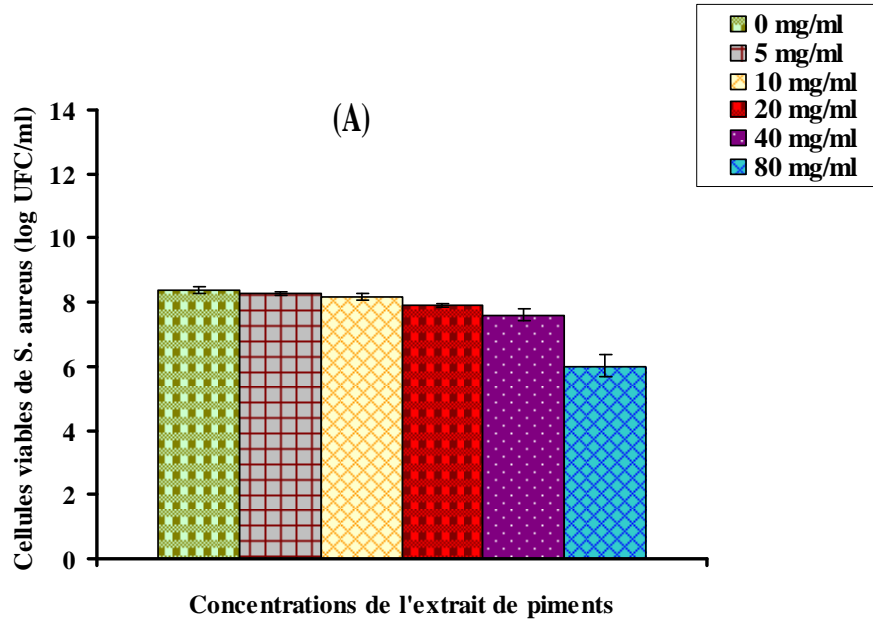 0 mg/ml
5 mg/ml
10 mg/ml
20 mg/ml
40 mg/ml
80 mg/ml
(A)
14
12
10
8
6
4
2
0
Cellules viables de S. aureus (log UFC/ml)
Concentrations de l'extrait de piments